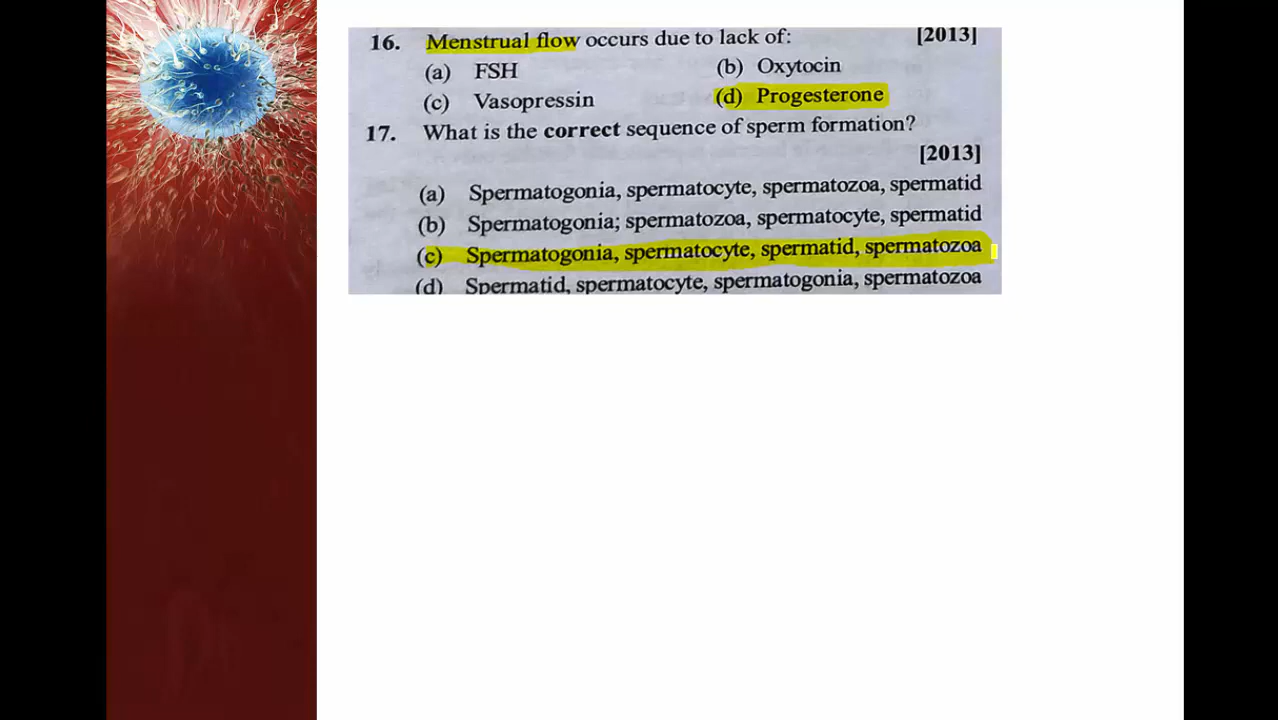 16. Menstrual flow occurs due to lack of: [2013]
(a) FSH (b) Oxytocin
(c) Vasopressin (d) Progesterone
17. What is the correct sequence of sperm formation?
[2013]
(a) Spermatogonia, spermatocyte, spermatozoa, spermatid
(b) Spermatogonia; spermatozoa, spermatocyte, spermatid
(c) Spermatogonia, spermatocyte, spermatid, spermatozoa
(d) Spermatid, spermatocyte, spermatogonia, spermatozoa